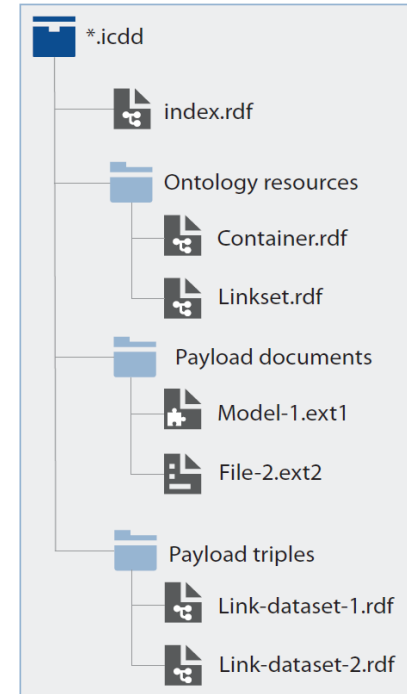 *.icdd
index.rdf
Ontology resources
Container.rdf
Linkset.rdf
Payload documents
Model-1.ext1
File-2.ext2
Payload triples
Link-dataset-1.rdf
Link-dataset-2.rdf